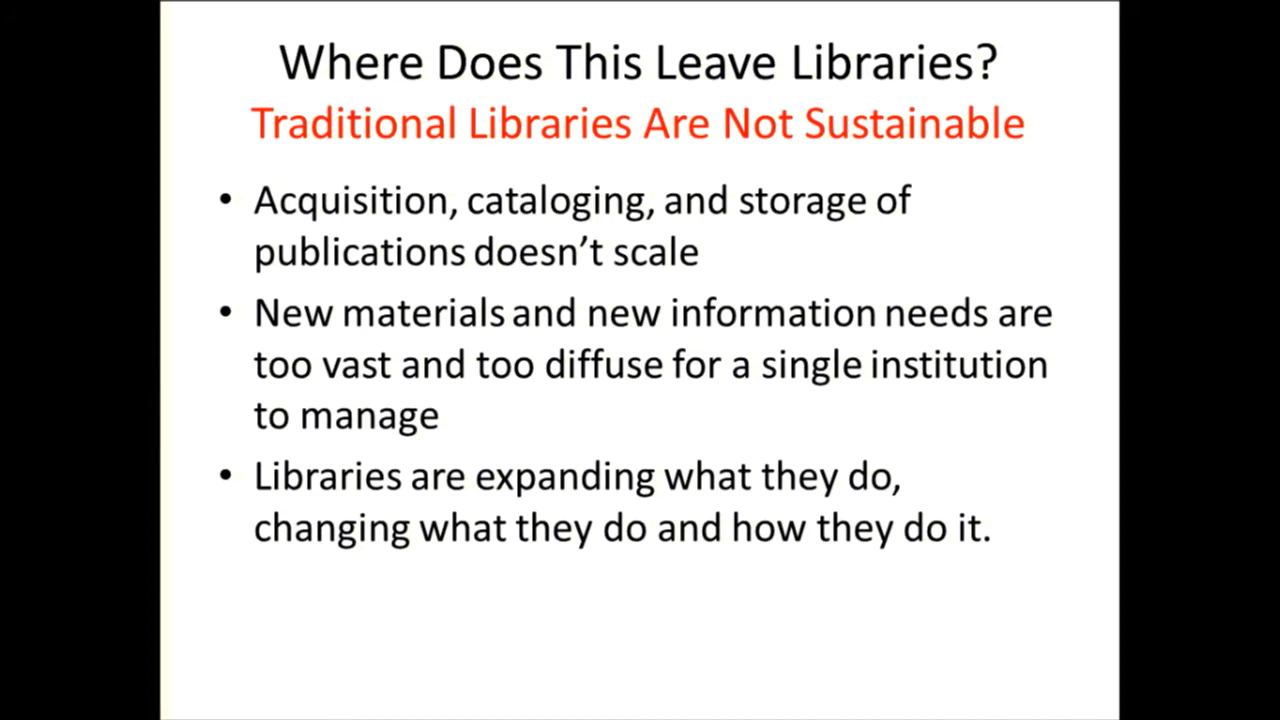 Where Does This Leave Libraries?
Traditional Libraries Are Not Sustainable
• Acquisition, cataloging, and storage of
publications doesn’t scale
• New materials and new information needs are
too vast and too diffuse for a single institution
to manage
• Libraries are expanding what they do,
changing what they do and how they do it.